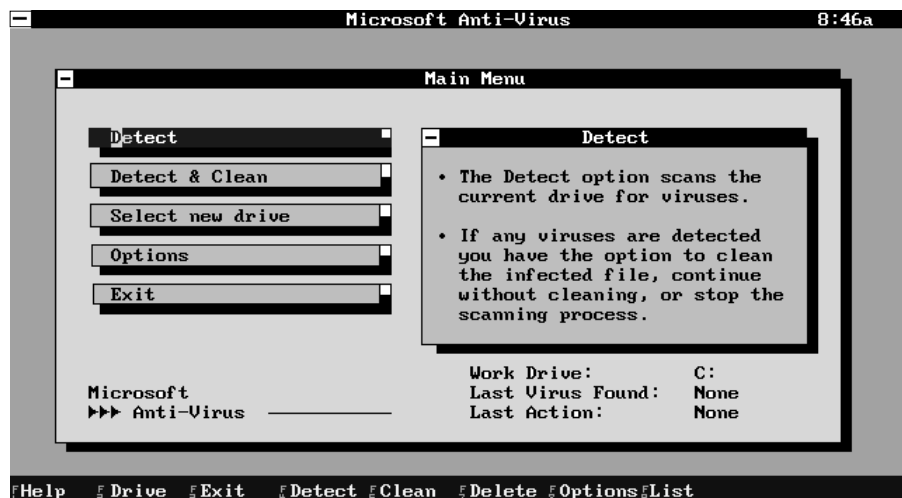 Microsoft Anti-Virus 8:46a
Main Menu
Detect
Detect & Clean
Select new drive
Options
Exit
Detect
• The Detect option scans the
current drive for viruses.
• If any viruses are detected
you have the option to clean
the infected file, continue
without cleaning, or stop the
scanning process.
Work Drive: C:
Last Virus Found: None
Last Action: None
Microsoft
▶▶▶ Anti-Virus
Help Drive Exit Detect Clean Delete Options List